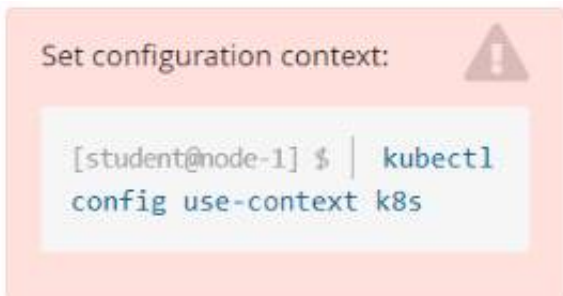 Set configuration context:
[student@node-1] $ | kubectl
config use-context k8s